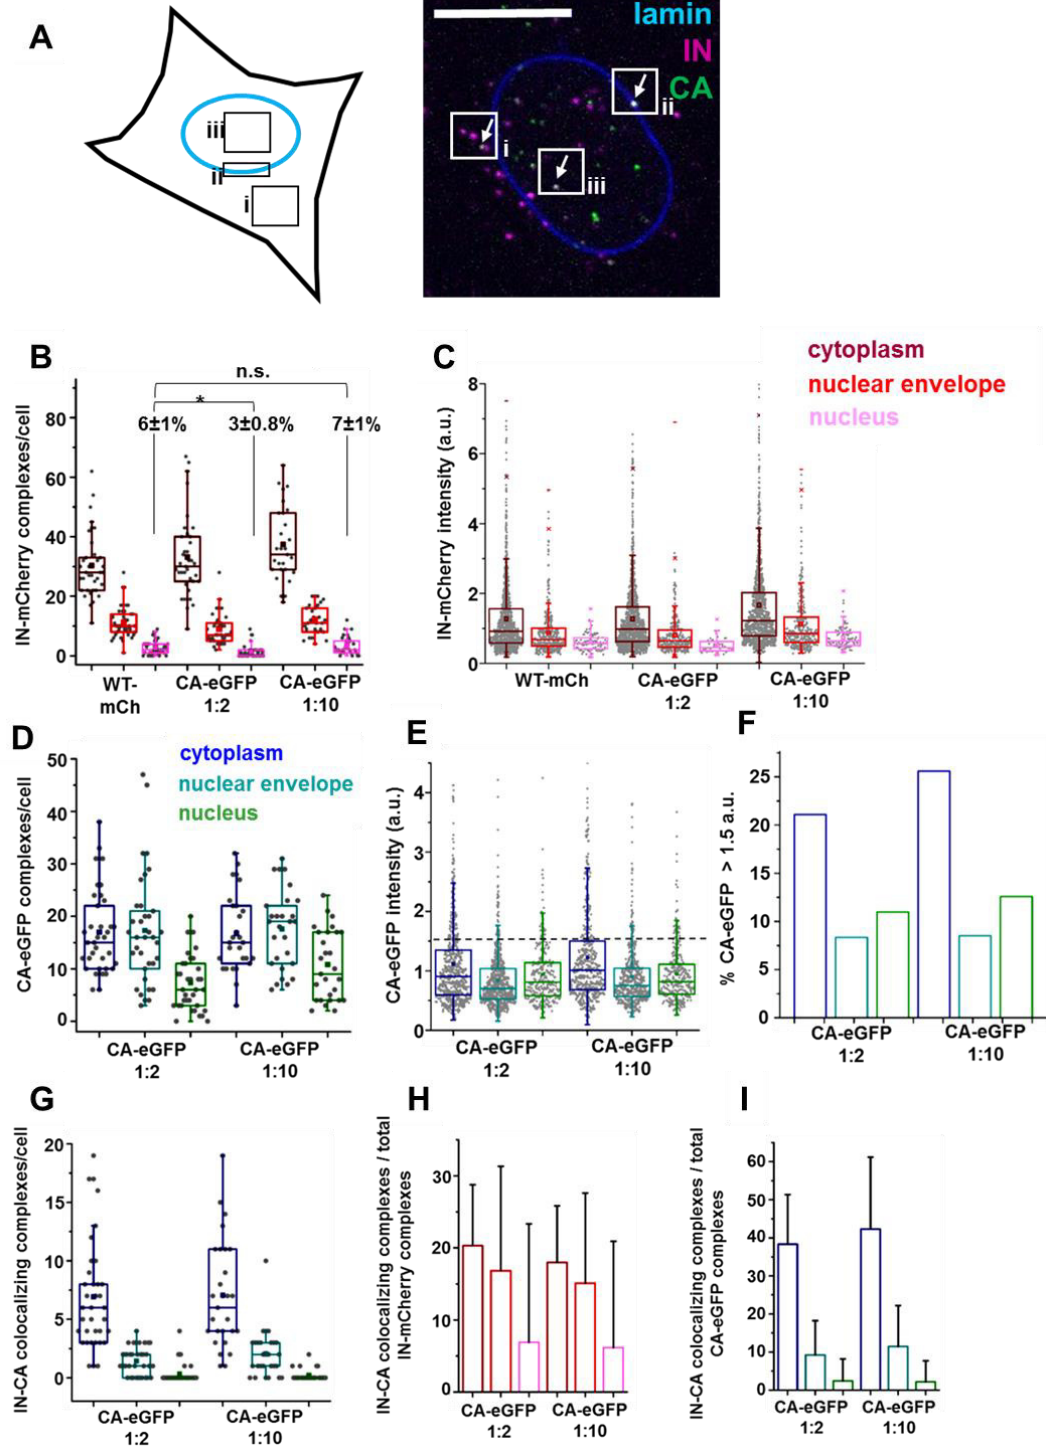 A
iii
ii
i
lamin
IN
CA
i
ii
iii
B
n.s.
*
6±1%
3±0.8%
7±1%
IN-mCherry complexes/cell
80
60
40
20
0
WT-
mCh
CA-eGFP
1:2
CA-eGFP
1:10
C
cytoplasm
nuclear envelope
nucleus
IN-mCherry intensity (a.u.)
8
6
4
2
0
WT-mCh
CA-eGFP
1:2
CA-eGFP
1:10
D
cytoplasm
nuclear envelope
nucleus
CA-eGFP complexes/cell
50
40
30
20
10
0
CA-eGFP
1:2
CA-eGFP
1:10
E
CA-eGFP intensity (a.u.)
4
3
2
1
0
CA-eGFP
1:2
CA-eGFP
1:10
F
% CA-eGFP > 1.5 a.u.
25
20
15
10
5
0
CA-eGFP
1:2
CA-eGFP
1:10
G
IN-CA colocalizing complexes/cell
20
15
10
5
0
CA-eGFP
1:2
CA-eGFP
1:10
H
IN-CA colocalizing complexes / total
IN-mCherry complexes
30
20
10
0
CA-eGFP
1:2
CA-eGFP
1:10
I
IN-CA colocalizing complexes / total
CA-eGFP complexes
60
50
40
30
20
10
0
CA-eGFP
1:2
CA-eGFP
1:10